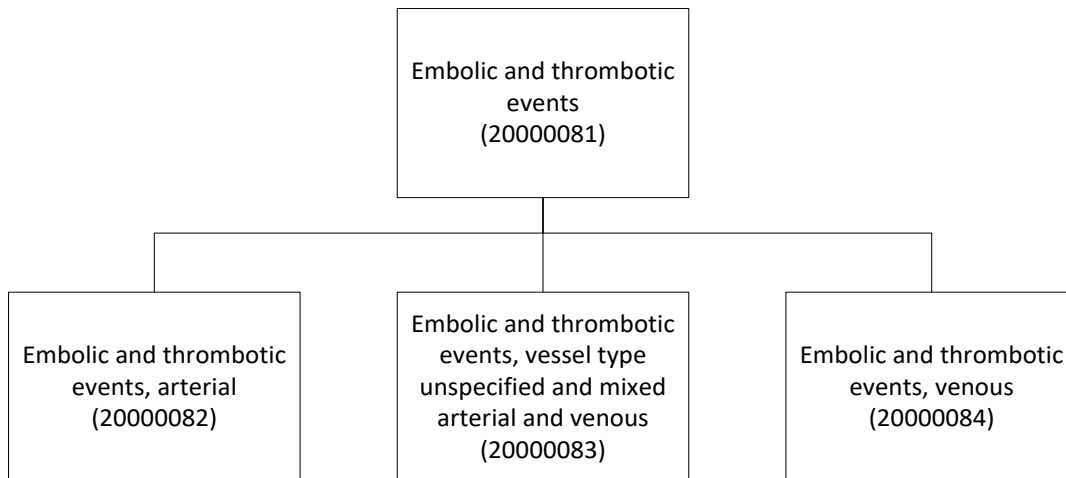 Embolic and thrombotic
events
(20000081)
Embolic and thrombotic
events, arterial
(20000082)
Embolic and thrombotic
events, vessel type
unspecified and mixed
arterial and venous
(20000083)
Embolic and thrombotic
events, venous
(20000084)